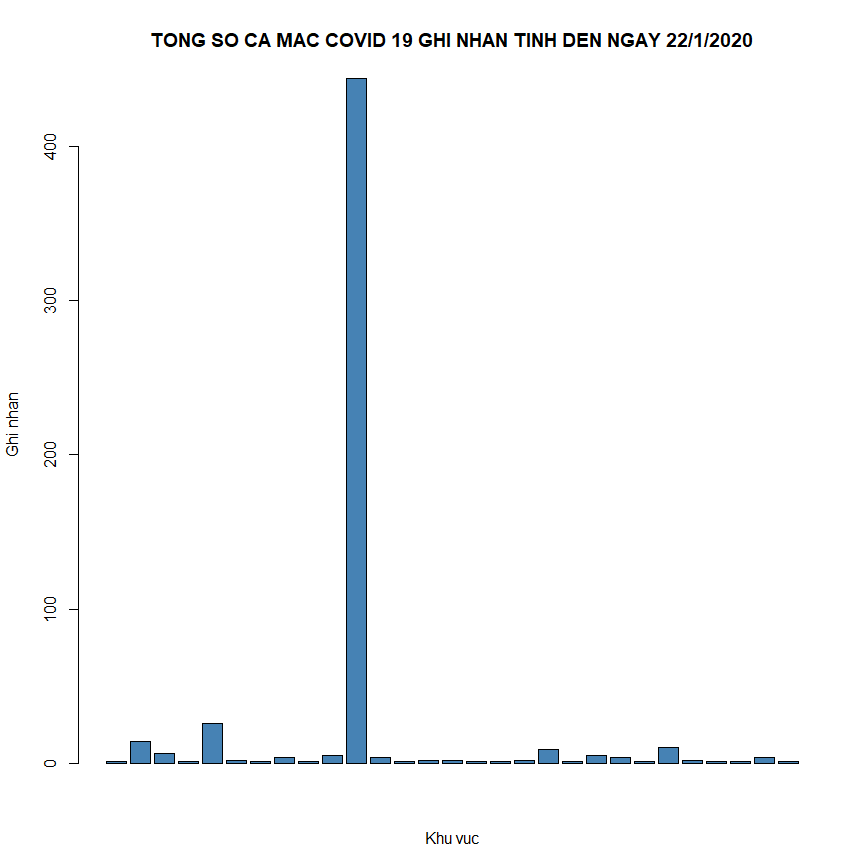 TONG SO CA MAC COVID 19 GHI NHAN TINH DEN NGAY 22/1/2020
400
300
200
100
0
Ghi nhan
Khu vuc